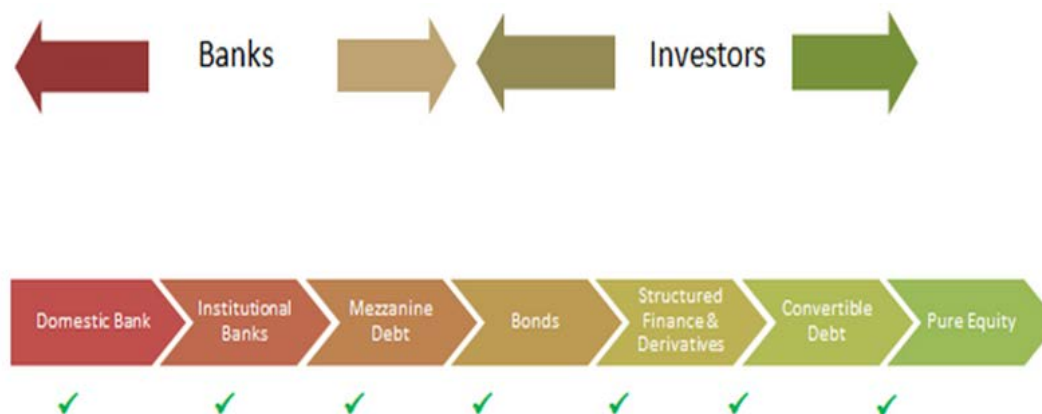 Banks
Investors
Domestic Bank
Institutional
Banks
Mezzanine
Debt
Bonds
Structured
Finance &
Derivatives
Convertible
Debt
Pure Equity